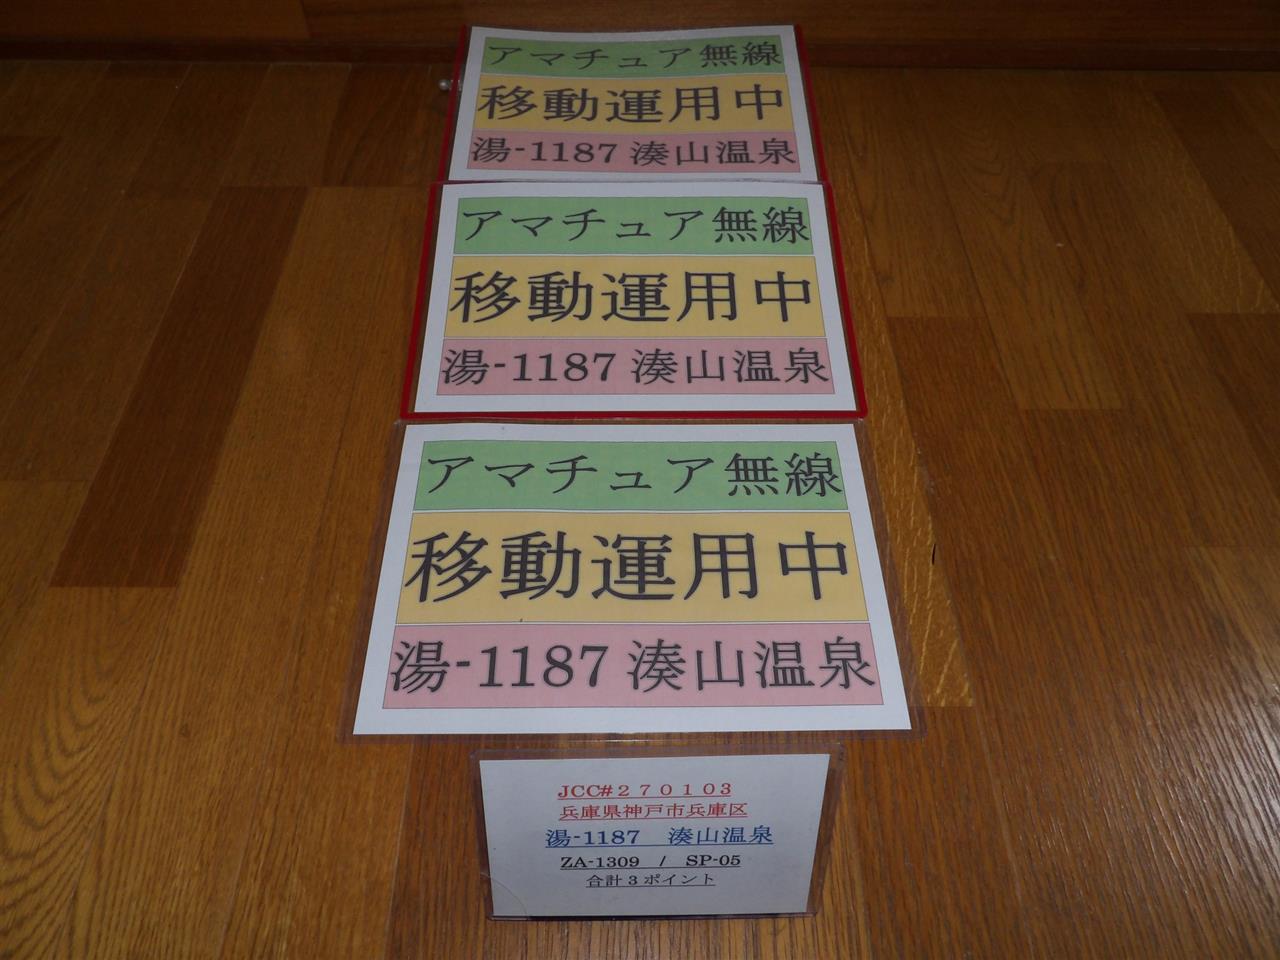 アマチュア無線
移動運用中
湯-1187 湊山温泉
アマチュア無線
移動運用中
湯-1187 湊山温泉
アマチュア無線
移動運用中
湯-1187 湊山温泉
JCC#２７０１０３
兵庫県神戸市兵庫区
湯-1187　湊山温泉
ZA-1309 / SP-05
合計３ポイント